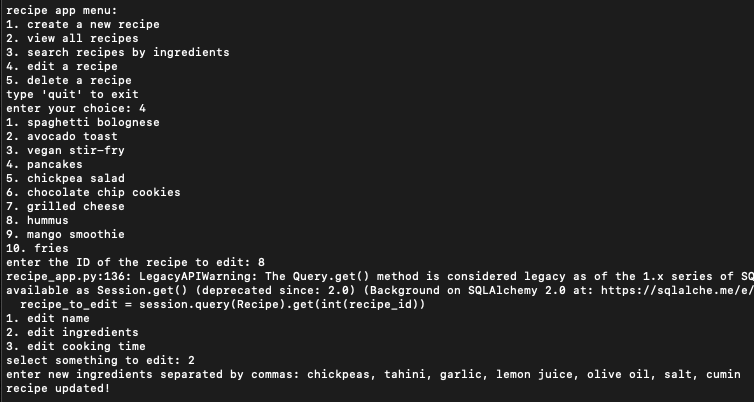 recipe app menu:
1. create a new recipe
2. view all recipes
3. search recipes by ingredients
4. edit a recipe
5. delete a recipe
type 'quit' to exit
enter your choice: 4
1. spaghetti bolognese
2. avocado toast
3. vegan stir-fry
4. pancakes
5. chickpea salad
6. chocolate chip cookies
7. grilled cheese
8. hummus
9. mango smoothie
10. fries
enter the ID of the recipe to edit: 8
recipe_app.py:136: LegacyAPIWarning: The Query.get() method is considered legacy as of the 1.x series of SQ
available as Session.get() (deprecated since: 2.0) (Background on SQLAlchemy 2.0 at: https://sqlalche.me/e/
recipe_to_edit = session.query(Recipe).get(int(recipe_id))
1. edit name
2. edit ingredients
3. edit cooking time
select something to edit: 2
enter new ingredients separated by commas: chickpeas, tahini, garlic, lemon juice, olive oil, salt, cumin
recipe updated!